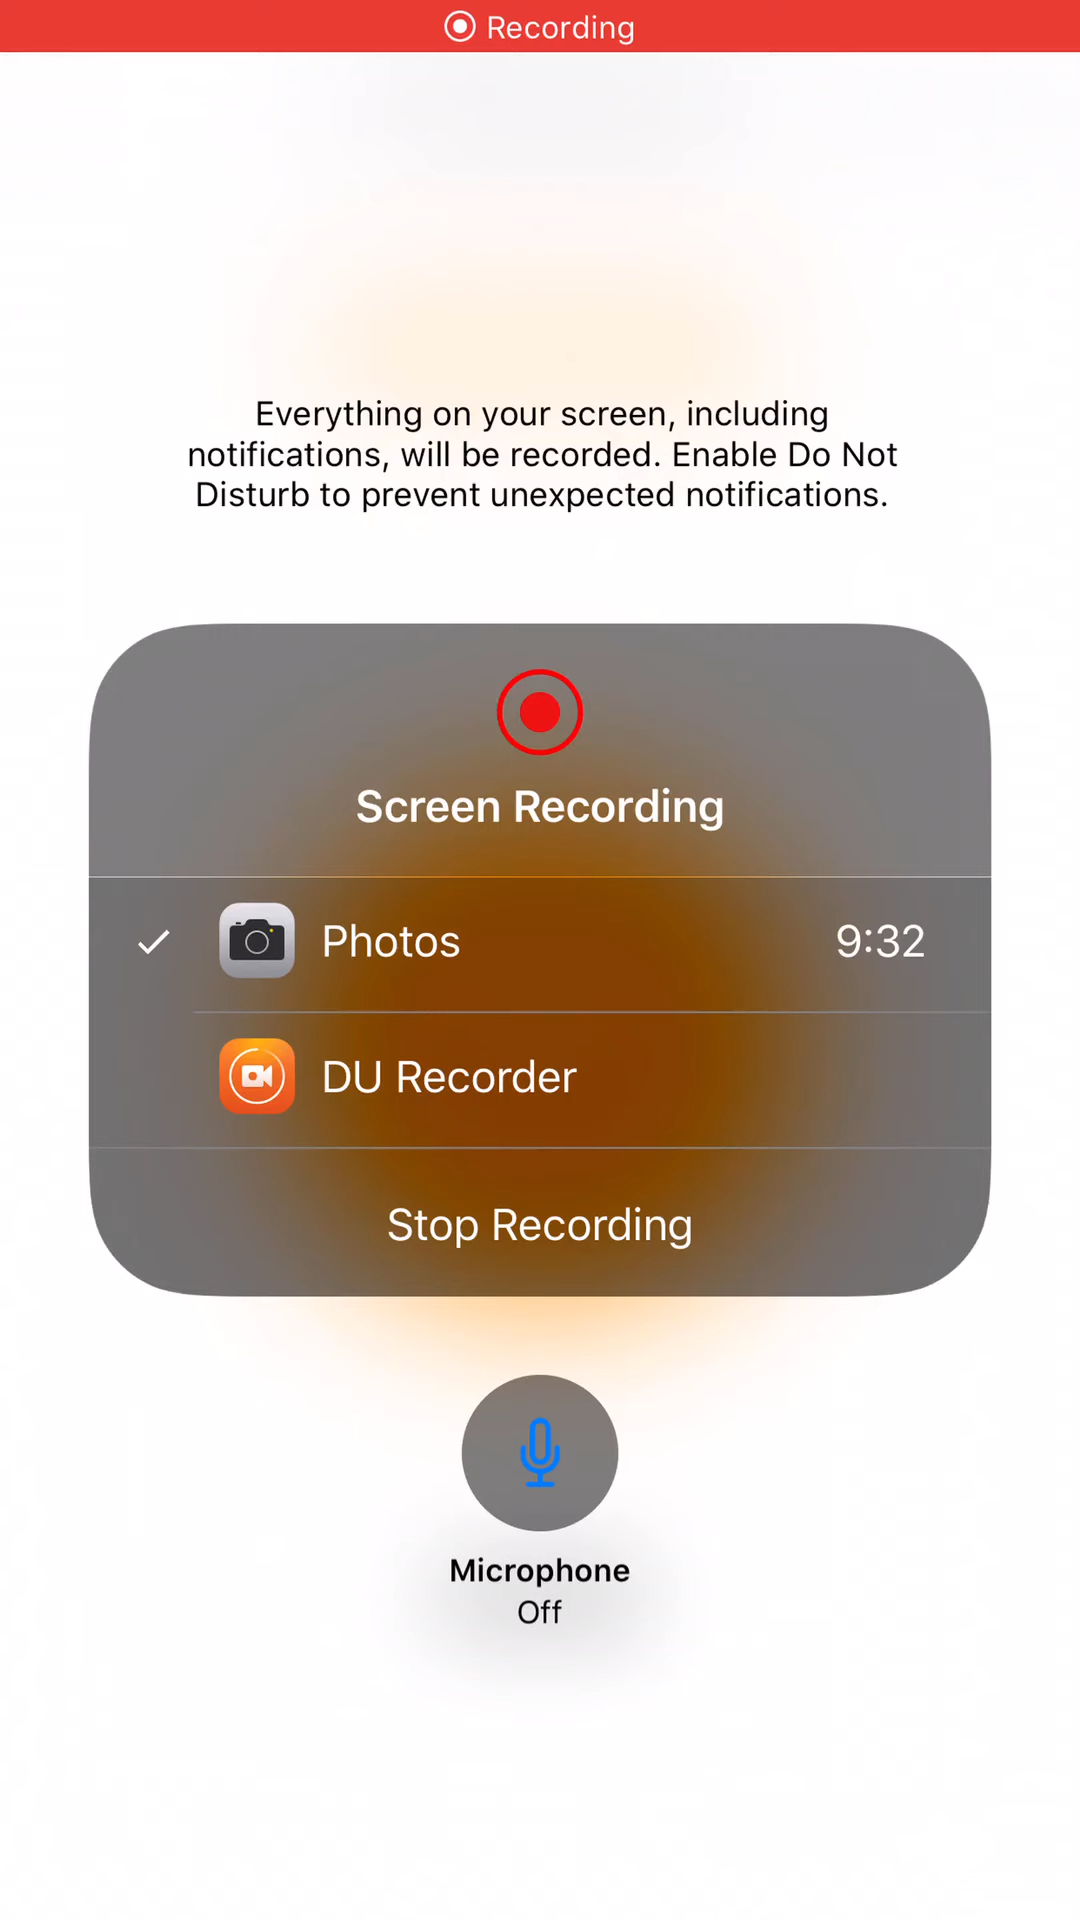 Recording
Everything on your screen, including
notifications, will be recorded. Enable Do Not
Disturb to prevent unexpected notifications.
Screen Recording
Photos 9:32
DU Recorder
Stop Recording
Microphone
Off